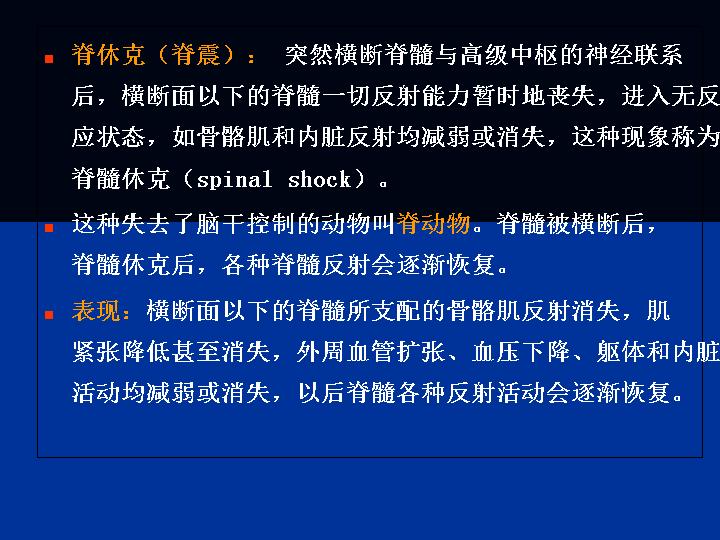 脊休克（脊震）： 突然横断脊髓与高级中枢的神经联系
后，横断面以下的脊髓一切反射能力暂时地丧失，进入无反
应状态，如骨骼肌和内脏反射均减弱或消失，这种现象称为
脊髓休克（spinal shock）。
这种失去了脑干控制的动物叫脊动物。脊髓被横断后，
脊髓休克后，各种脊髓反射会逐渐恢复。
表现：横断面以下的脊髓所支配的骨骼肌反射消失，肌
紧张降低甚至消失，外周血管扩张、血压下降、躯体和内脏
活动均减弱或消失，以后脊髓各种反射活动会逐渐恢复。